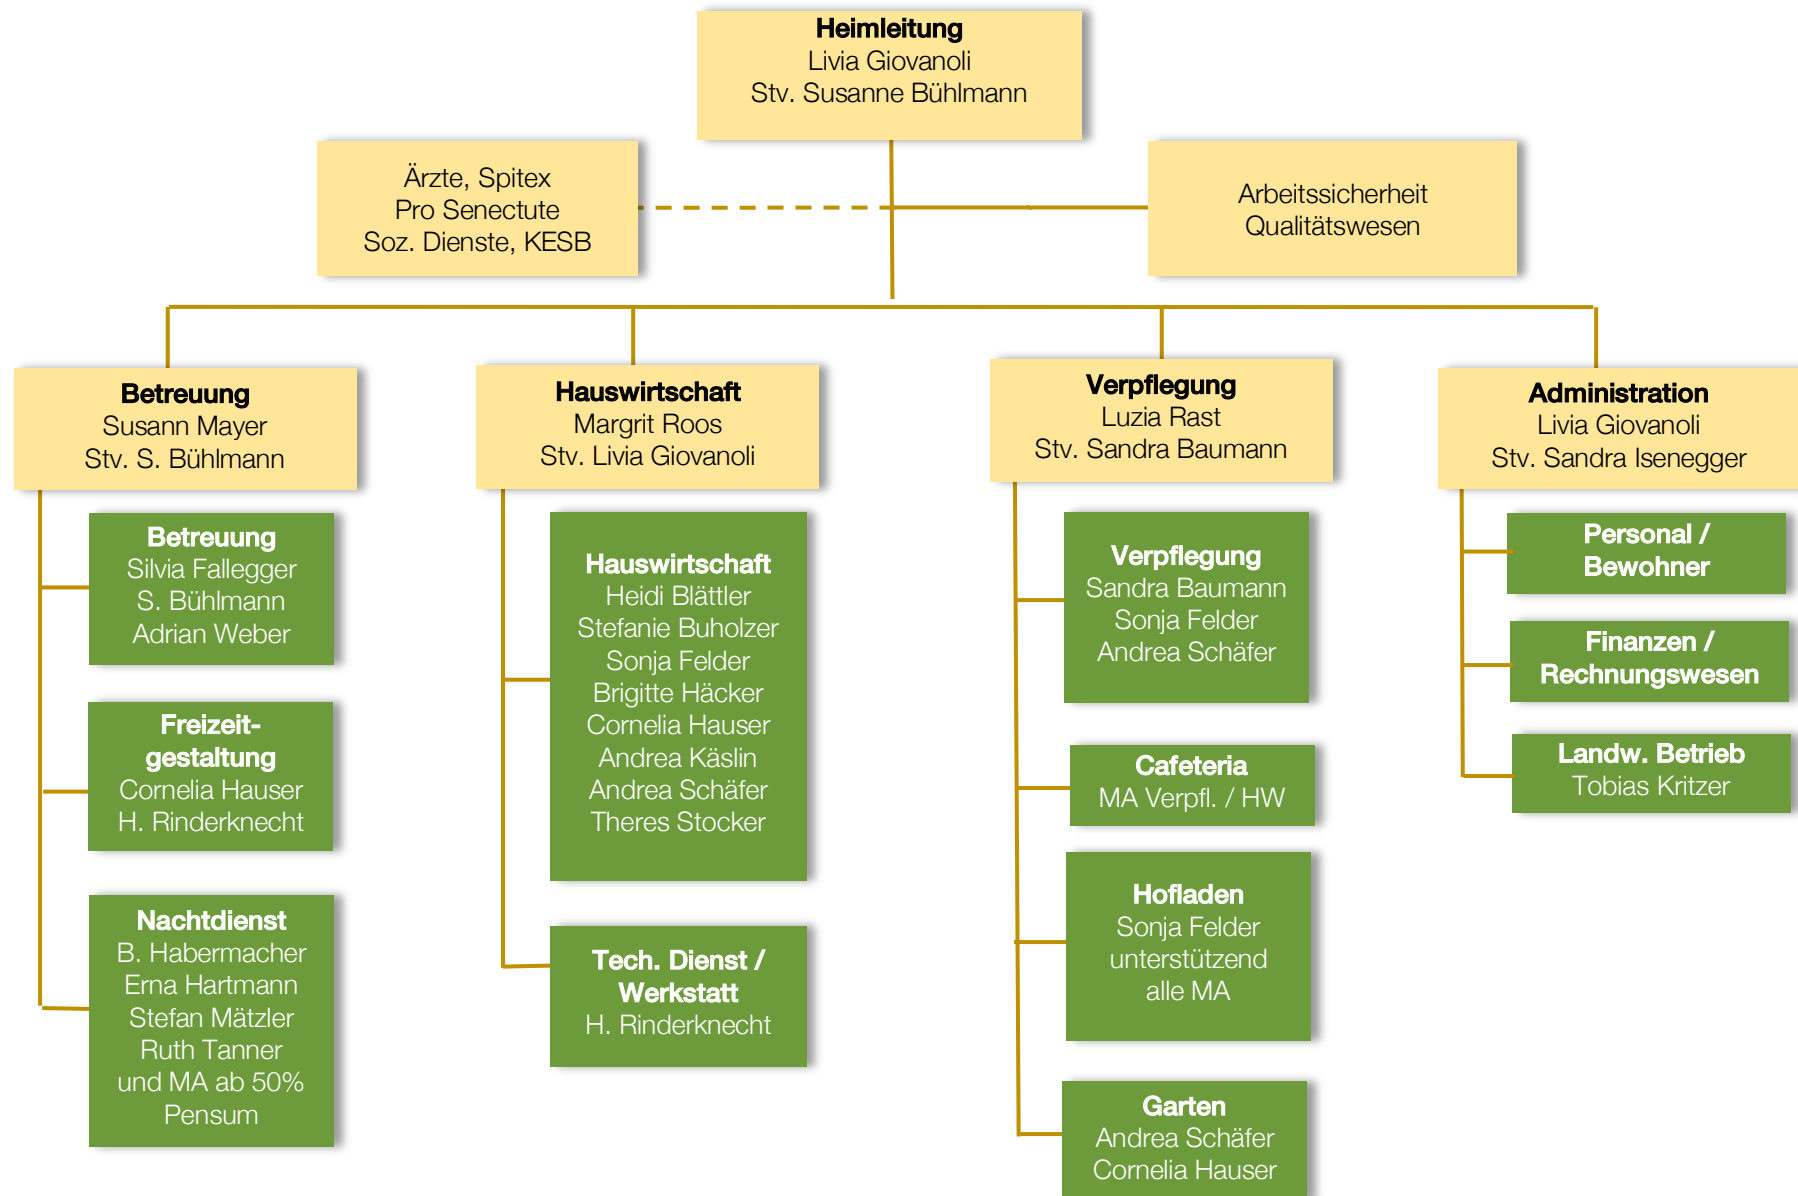 Heimleitung
Livia Giovanoli
Stv. Susanne Bühlmann
Ärzte, Spitex
Pro Senectute
Soz. Dienste, KESB
Arbeitssicherheit
Qualitätswesen
Betreuung
Susann Mayer
Stv. S. Bühlmann
Betreuung
Silvia Fallegger
S. Bühlmann
Adrian Weber
Freizeit-
gestaltung
Cornelia Hauser
H. Rinderknecht
Nachtdienst
B. Habermacher
Erna Hartmann
Stefan Mätzler
Ruth Tanner
und MA ab 50%
Pensum
Hauswirtschaft
Margrit Roos
Stv. Livia Giovanoli
Hauswirtschaft
Heidi Blättler
Stefanie Buholzer
Sonja Felder
Brigitte Häcker
Cornelia Hauser
Andrea Käslin
Andrea Schäfer
Theres Stocker
Tech. Dienst /
Werkstatt
H. Rinderknecht
Verpflegung
Luzia Rast
Stv. Sandra Baumann
Verpflegung
Sandra Baumann
Sonja Felder
Andrea Schäfer
Cafeteria
MA Verpfl. / HW
Hofladen
Sonja Felder
unterstützend
alle MA
Garten
Andrea Schäfer
Cornelia Hauser
Administration
Livia Giovanoli
Stv. Sandra Isenegger
Personal /
Bewohner
Finanzen /
Rechnungswesen
Landw. Betrieb
Tobias Kritzer